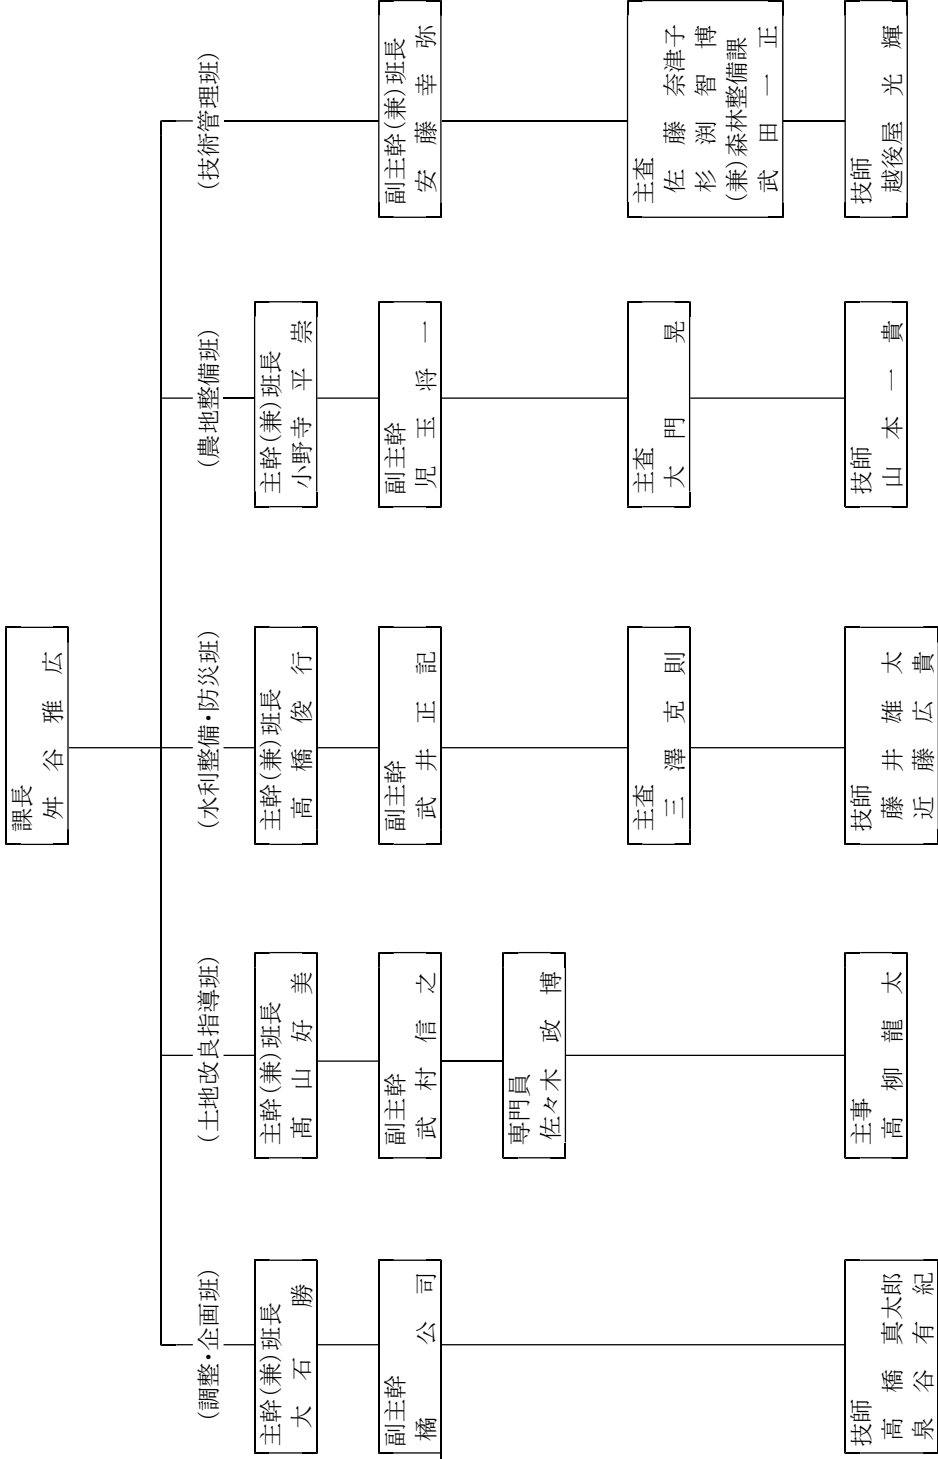 課長
舛谷雅広
(調整・企画班)
主幹(兼)班長
大石勝
副主幹
橘公司
技師
高橋真太郎
泉谷有紀
(土地改良指導班)
主幹(兼)班長
髙山好美
副主幹
武村信之
専門員
佐々木政博
主事
高柳龍太
(水利整備・防災班)
主幹(兼)班長
高橋俊行
副主幹
武井正記
主査
三澤克則
技師
藤井雄太
近藤広貴
(農地整備班)
主幹(兼)班長
小野寺平崇
副主幹
児玉将一
主査
大門晃
技師
山本一貴
(技術管理班)
副主幹(兼)班長
安藤幸弥
主査
佐藤奈津子
杉渕智博
(兼)森林整備課
武田一正
技師
越後屋光輝